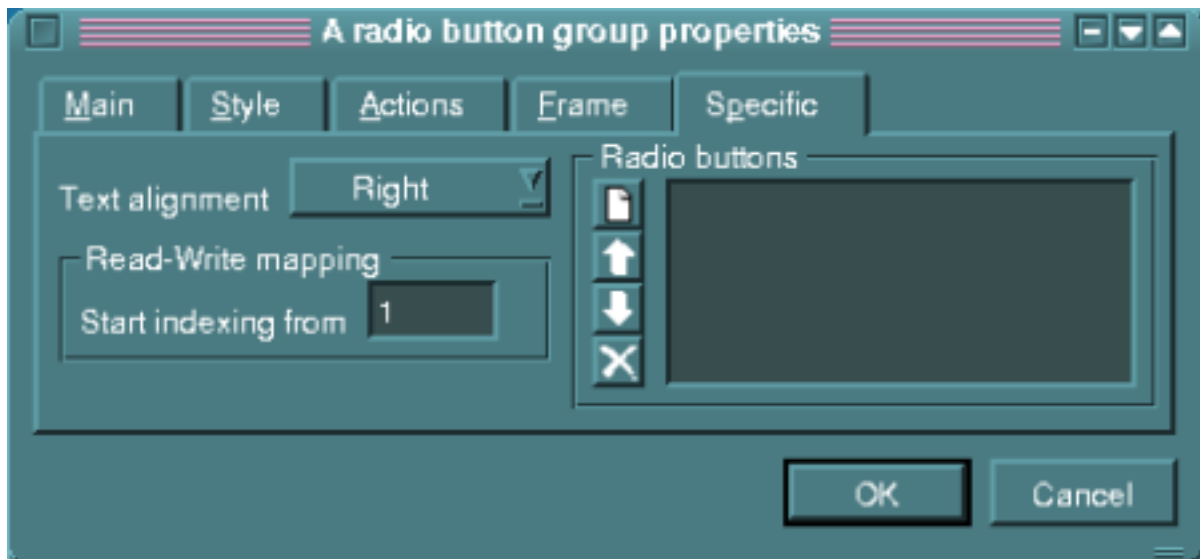 A radio button group properties
Main Style Actions Frame Specific
Text alignment Right
Read-Write mapping
Start indexing from 1
Radio buttons
OK Cancel